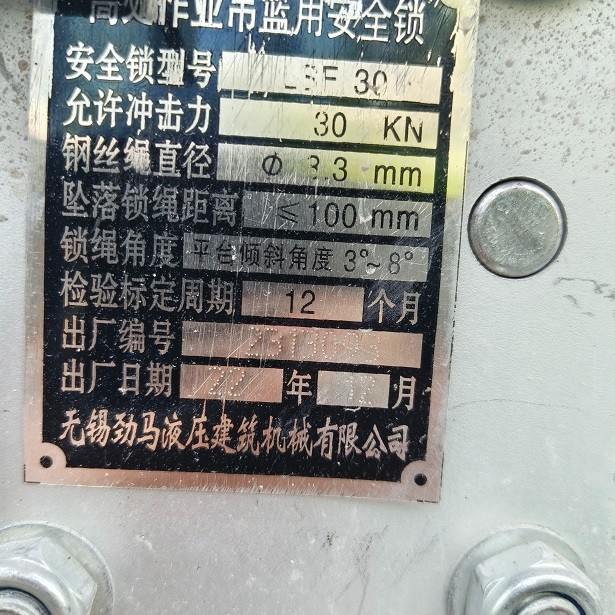 高处作业吊篮用安全锁
安全锁型号 LSF 30
允许冲击力 30 KN
钢丝绳直径 Φ 8.3 mm
坠落锁绳距离 ≤100 mm
锁绳角度 平台倾斜角度 3°~8°
检验标定周期 12 个月
出厂编号
出厂日期 22 年 12 月
无锡劲马液压建筑机械有限公司